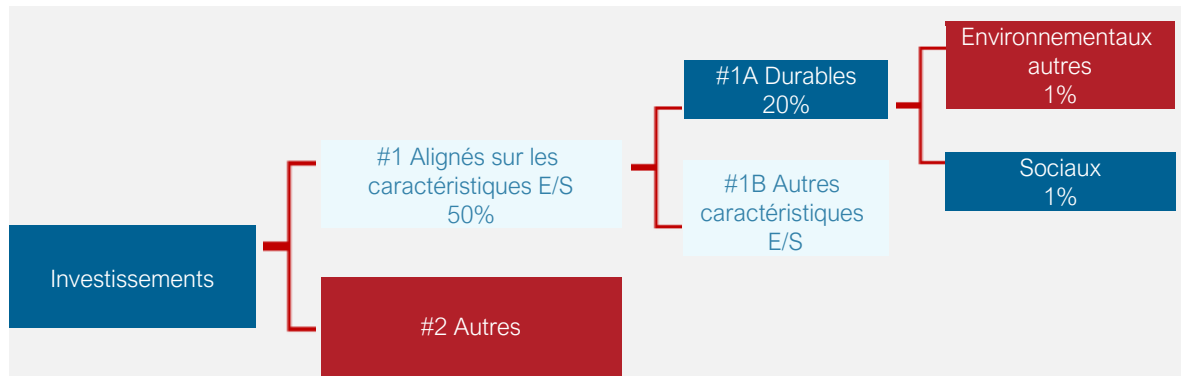 Investissements
#1 Alignés sur les
caractéristiques E/S
50%
#2 Autres
#1A Durables
20%
#1B Autres
caractéristiques
E/S
Environnementaux
autres
1%
Sociaux
1%